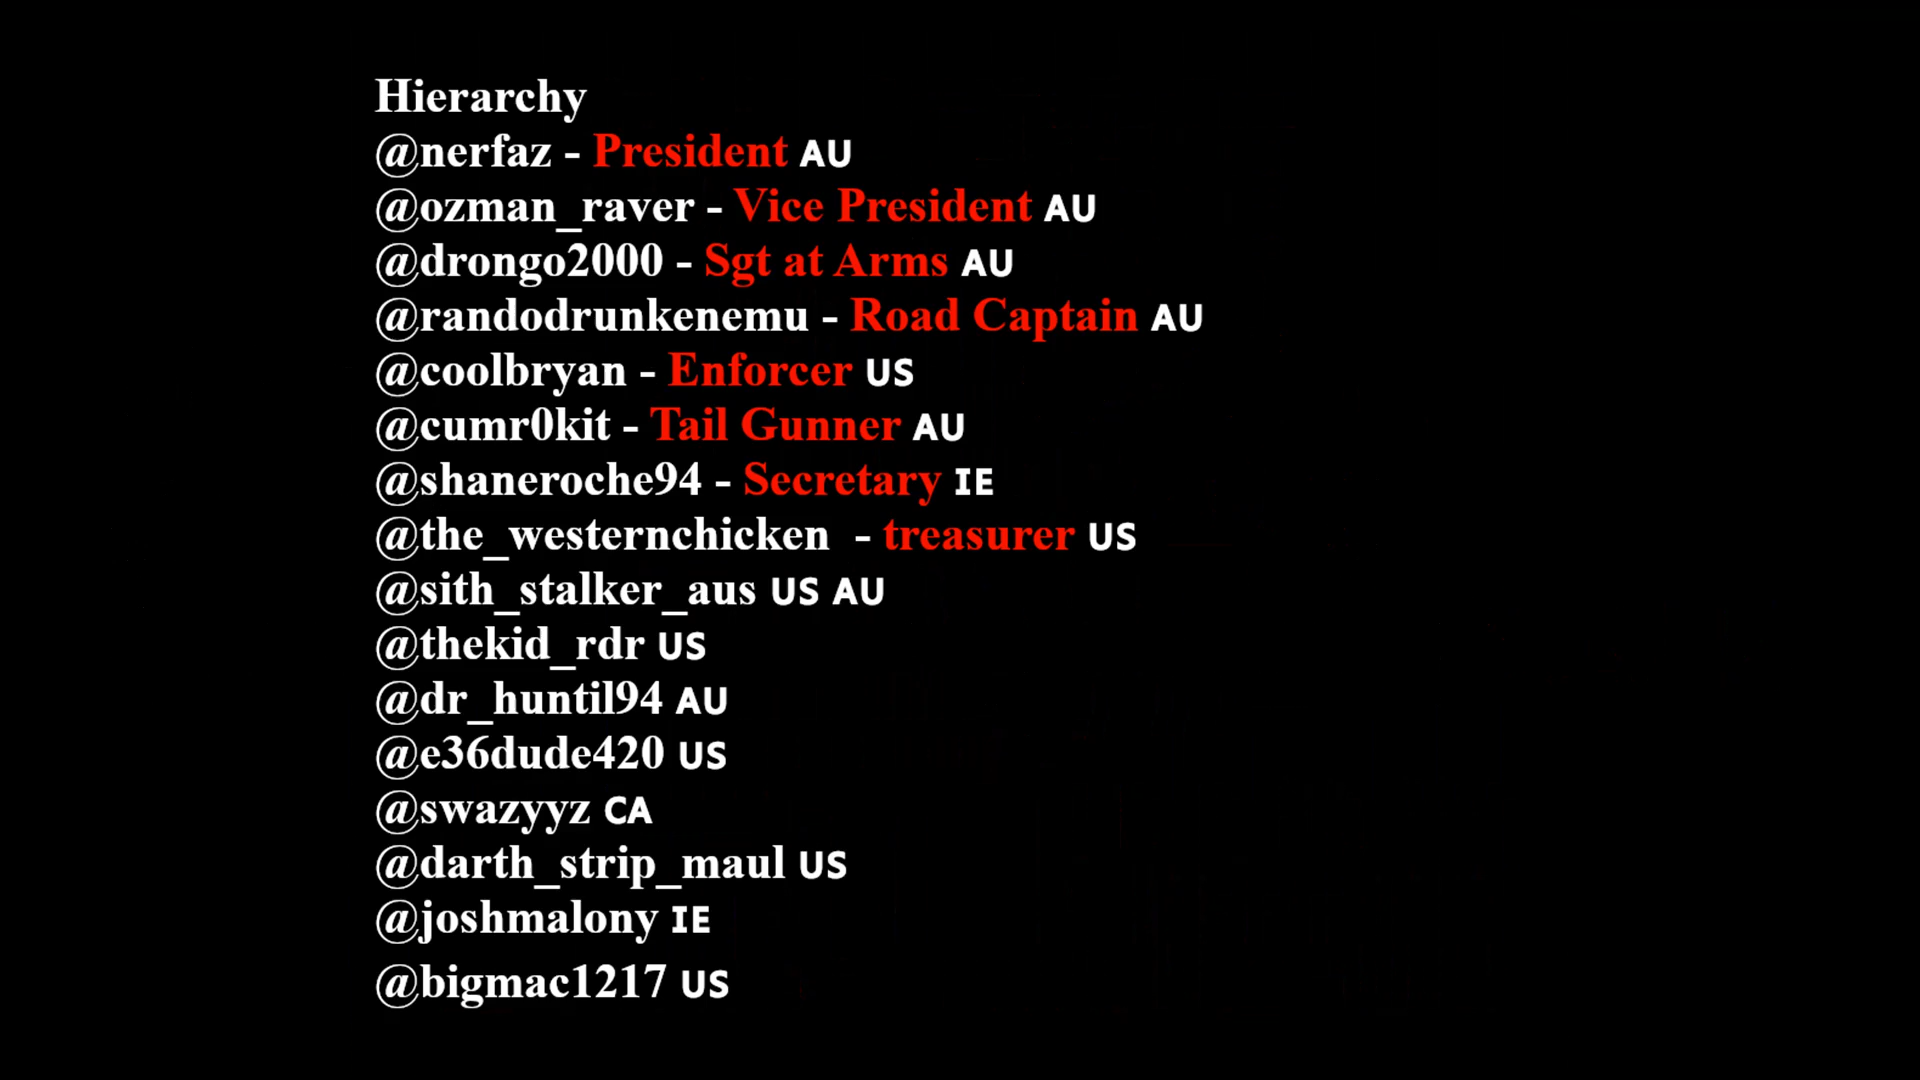 Hierarchy
@nerfaz - President AU
@ozman_raver - Vice President AU
@drongo2000 - Sgt at Arms AU
@randodrunkenemu - Road Captain AU
@coolbryan - Enforcer US
@cumr0kit - Tail Gunner AU
@shaneroche94 - Secretary IE
@the_westernchicken  - treasurer US
@sith_stalker_aus US AU
@thekid_rdr US
@dr_huntil94 AU
@e36dude420 US
@swazyyz CA
@darth_strip_maul US
@joshmalony IE
@bigmac1217 US